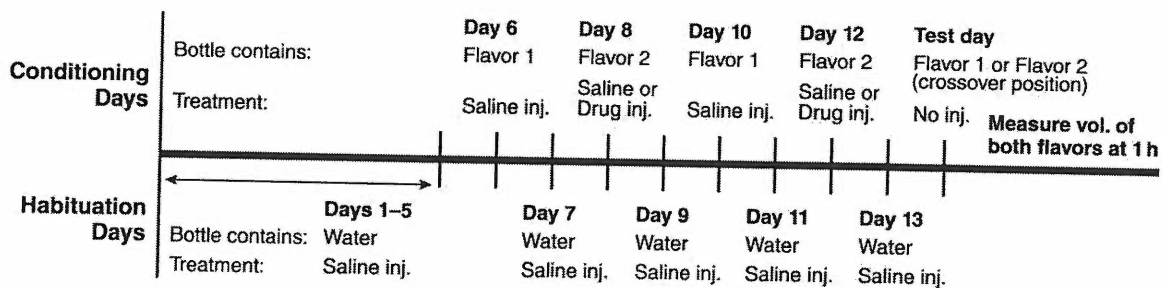 Day 6 Day 8 Day 10 Day 12 Test day
Bottle contains: Flavor 1 Flavor 2 Flavor 1 Flavor 2 Flavor 1 or Flavor 2
(crossover position)
Conditioning
Days
Treatment: Saline inj. Saline or Drug inj. Saline inj. Saline or Drug inj. No inj.
Measure vol. of
both flavors at 1 h
Habituation
Days
Days 1–5 Day 7 Day 9 Day 11 Day 13
Bottle contains: Water Water Water Water Water
Treatment: Saline inj. Saline inj. Saline inj. Saline inj. Saline inj.